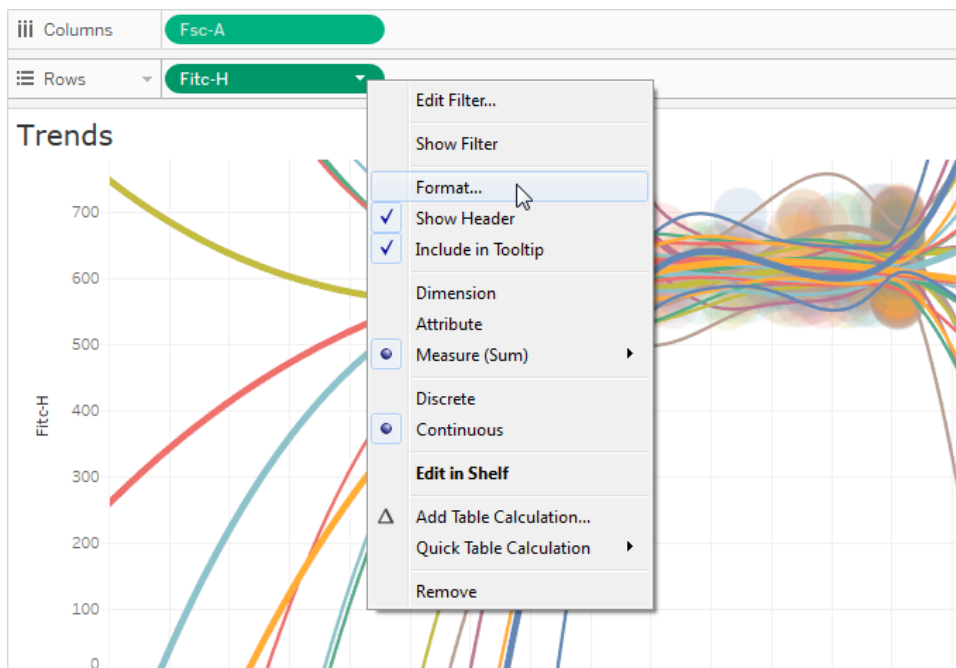 Columns
Fsc-A
Rows
Fitc-H
Trends
Edit Filter...
Show Filter
Format...
Show Header
Include in Tooltip
Dimension
Attribute
Measure (Sum)
Discrete
Continuous
Edit in Shelf
Add Table Calculation...
Quick Table Calculation
Remove
Fitc-H
700
600
500
400
300
200
100
0